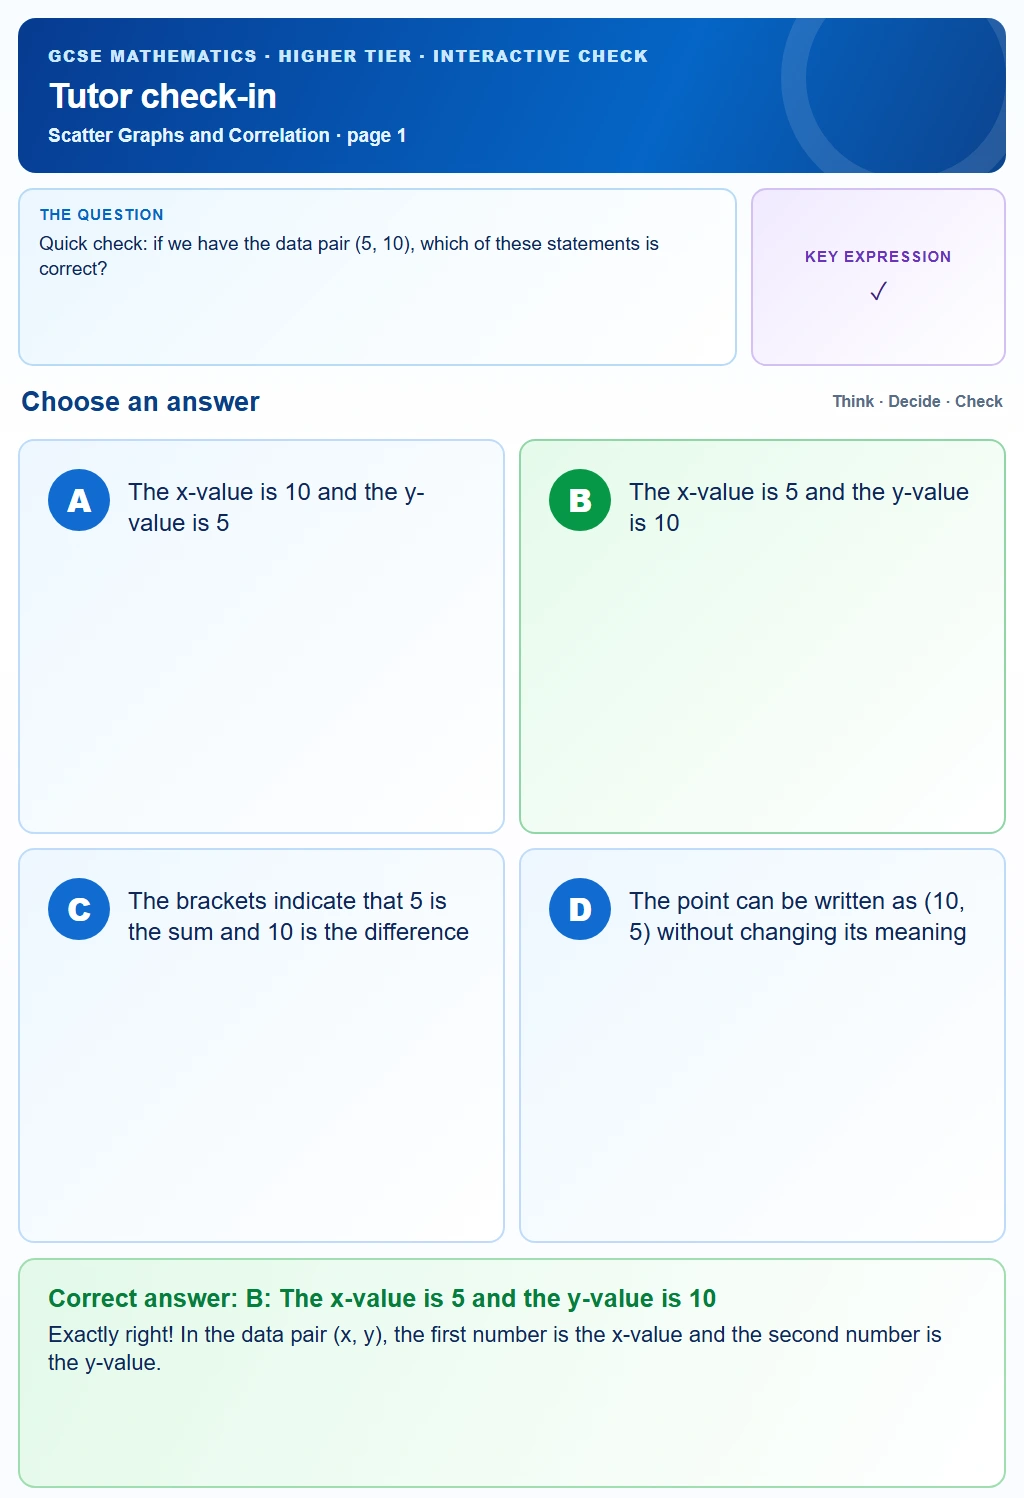 GCSE MATHEMATICS · HIGHER TIER · INTERACTIVE CHECK
Tutor check-in
Scatter Graphs and Correlation · page 1
THE QUESTION
Quick check: if we have the data pair (5, 10), which of these statements is
correct?
KEY EXPRESSION
✓
Choose an answer
Think · Decide · Check
A
The x-value is 10 and the y-
value is 5
B
The x-value is 5 and the y-value
is 10
C
The brackets indicate that 5 is
the sum and 10 is the difference
D
The point can be written as (10,
5) without changing its meaning
Correct answer: B: The x-value is 5 and the y-value is 10
Exactly right! In the data pair (x, y), the first number is the x-value and the second number is
the y-value.